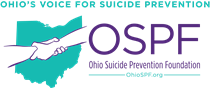 OHIO'S VOICE FOR SUICIDE PREVENTION
OSPF
Ohio Suicide Prevention Foundation
OhioSPF.org